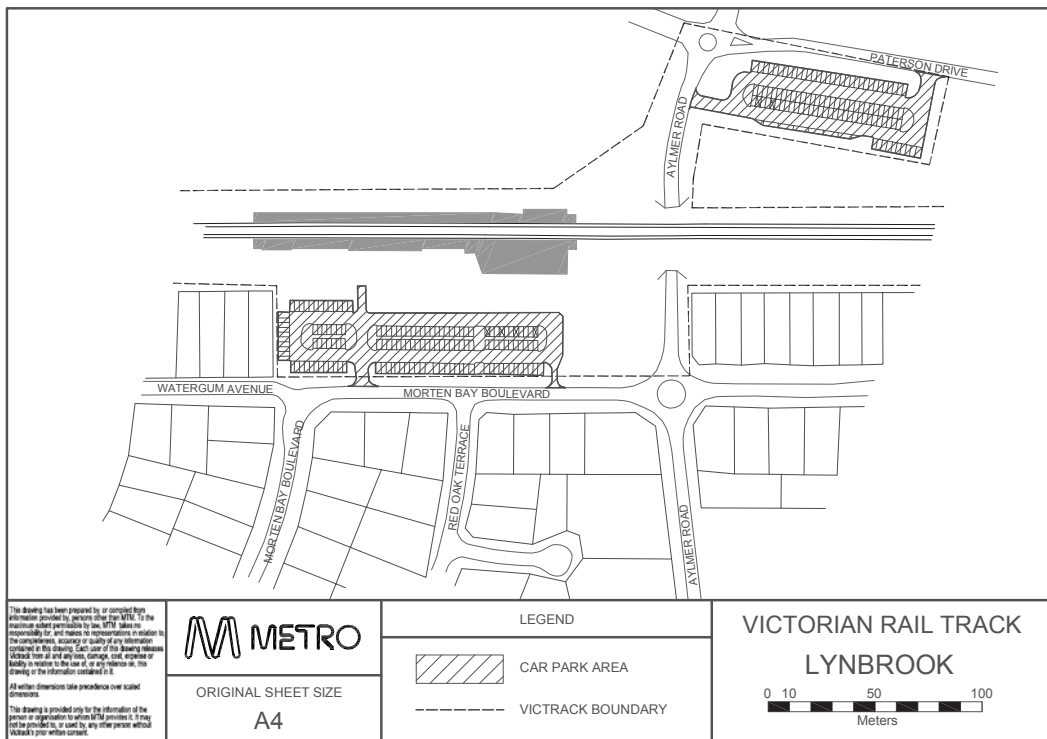 PATERSON DRIVE
AYLMER ROAD
WATERGUM AVENUE
MORTEN BAY BOULEVARD
MORTEN BAY BOULEVARD
RED OAK TERRACE
AYLMER ROAD
This drawing has been prepared by, or compiled from
information provided by, persons other than MTM. To the
maximum extent permissible by law, MTM takes no
responsibility for, and makes no representations in relation to,
the completeness, accuracy or quality of any information
contained in this drawing. Each user of this drawing releases
Victrack from all and any loss, damage, cost, expense or
liability in relation to the use of, or any reliance on, this
drawing or the information contained in it.
All written dimensions take precedence over scaled
dimensions.
This drawing is provided only for the information of the
person or organisation to whom MTM provides it. It may
not be provided to, or used by, any other person without
Victrack's prior written consent.
METRO
ORIGINAL SHEET SIZE
A4
LEGEND
CAR PARK AREA
VICTRACK BOUNDARY
VICTORIAN RAIL TRACK
LYNBROOK
0 10 50 100
Meters